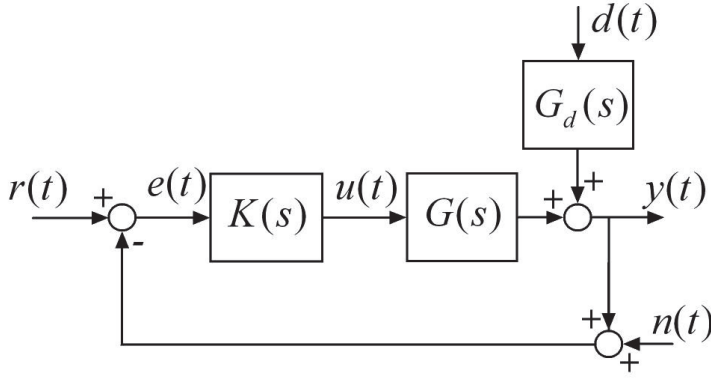 d(t)
G_d(s)
+
r(t) + e(t) K(s) u(t) G(s) + y(t)
-
+ n(t)
+